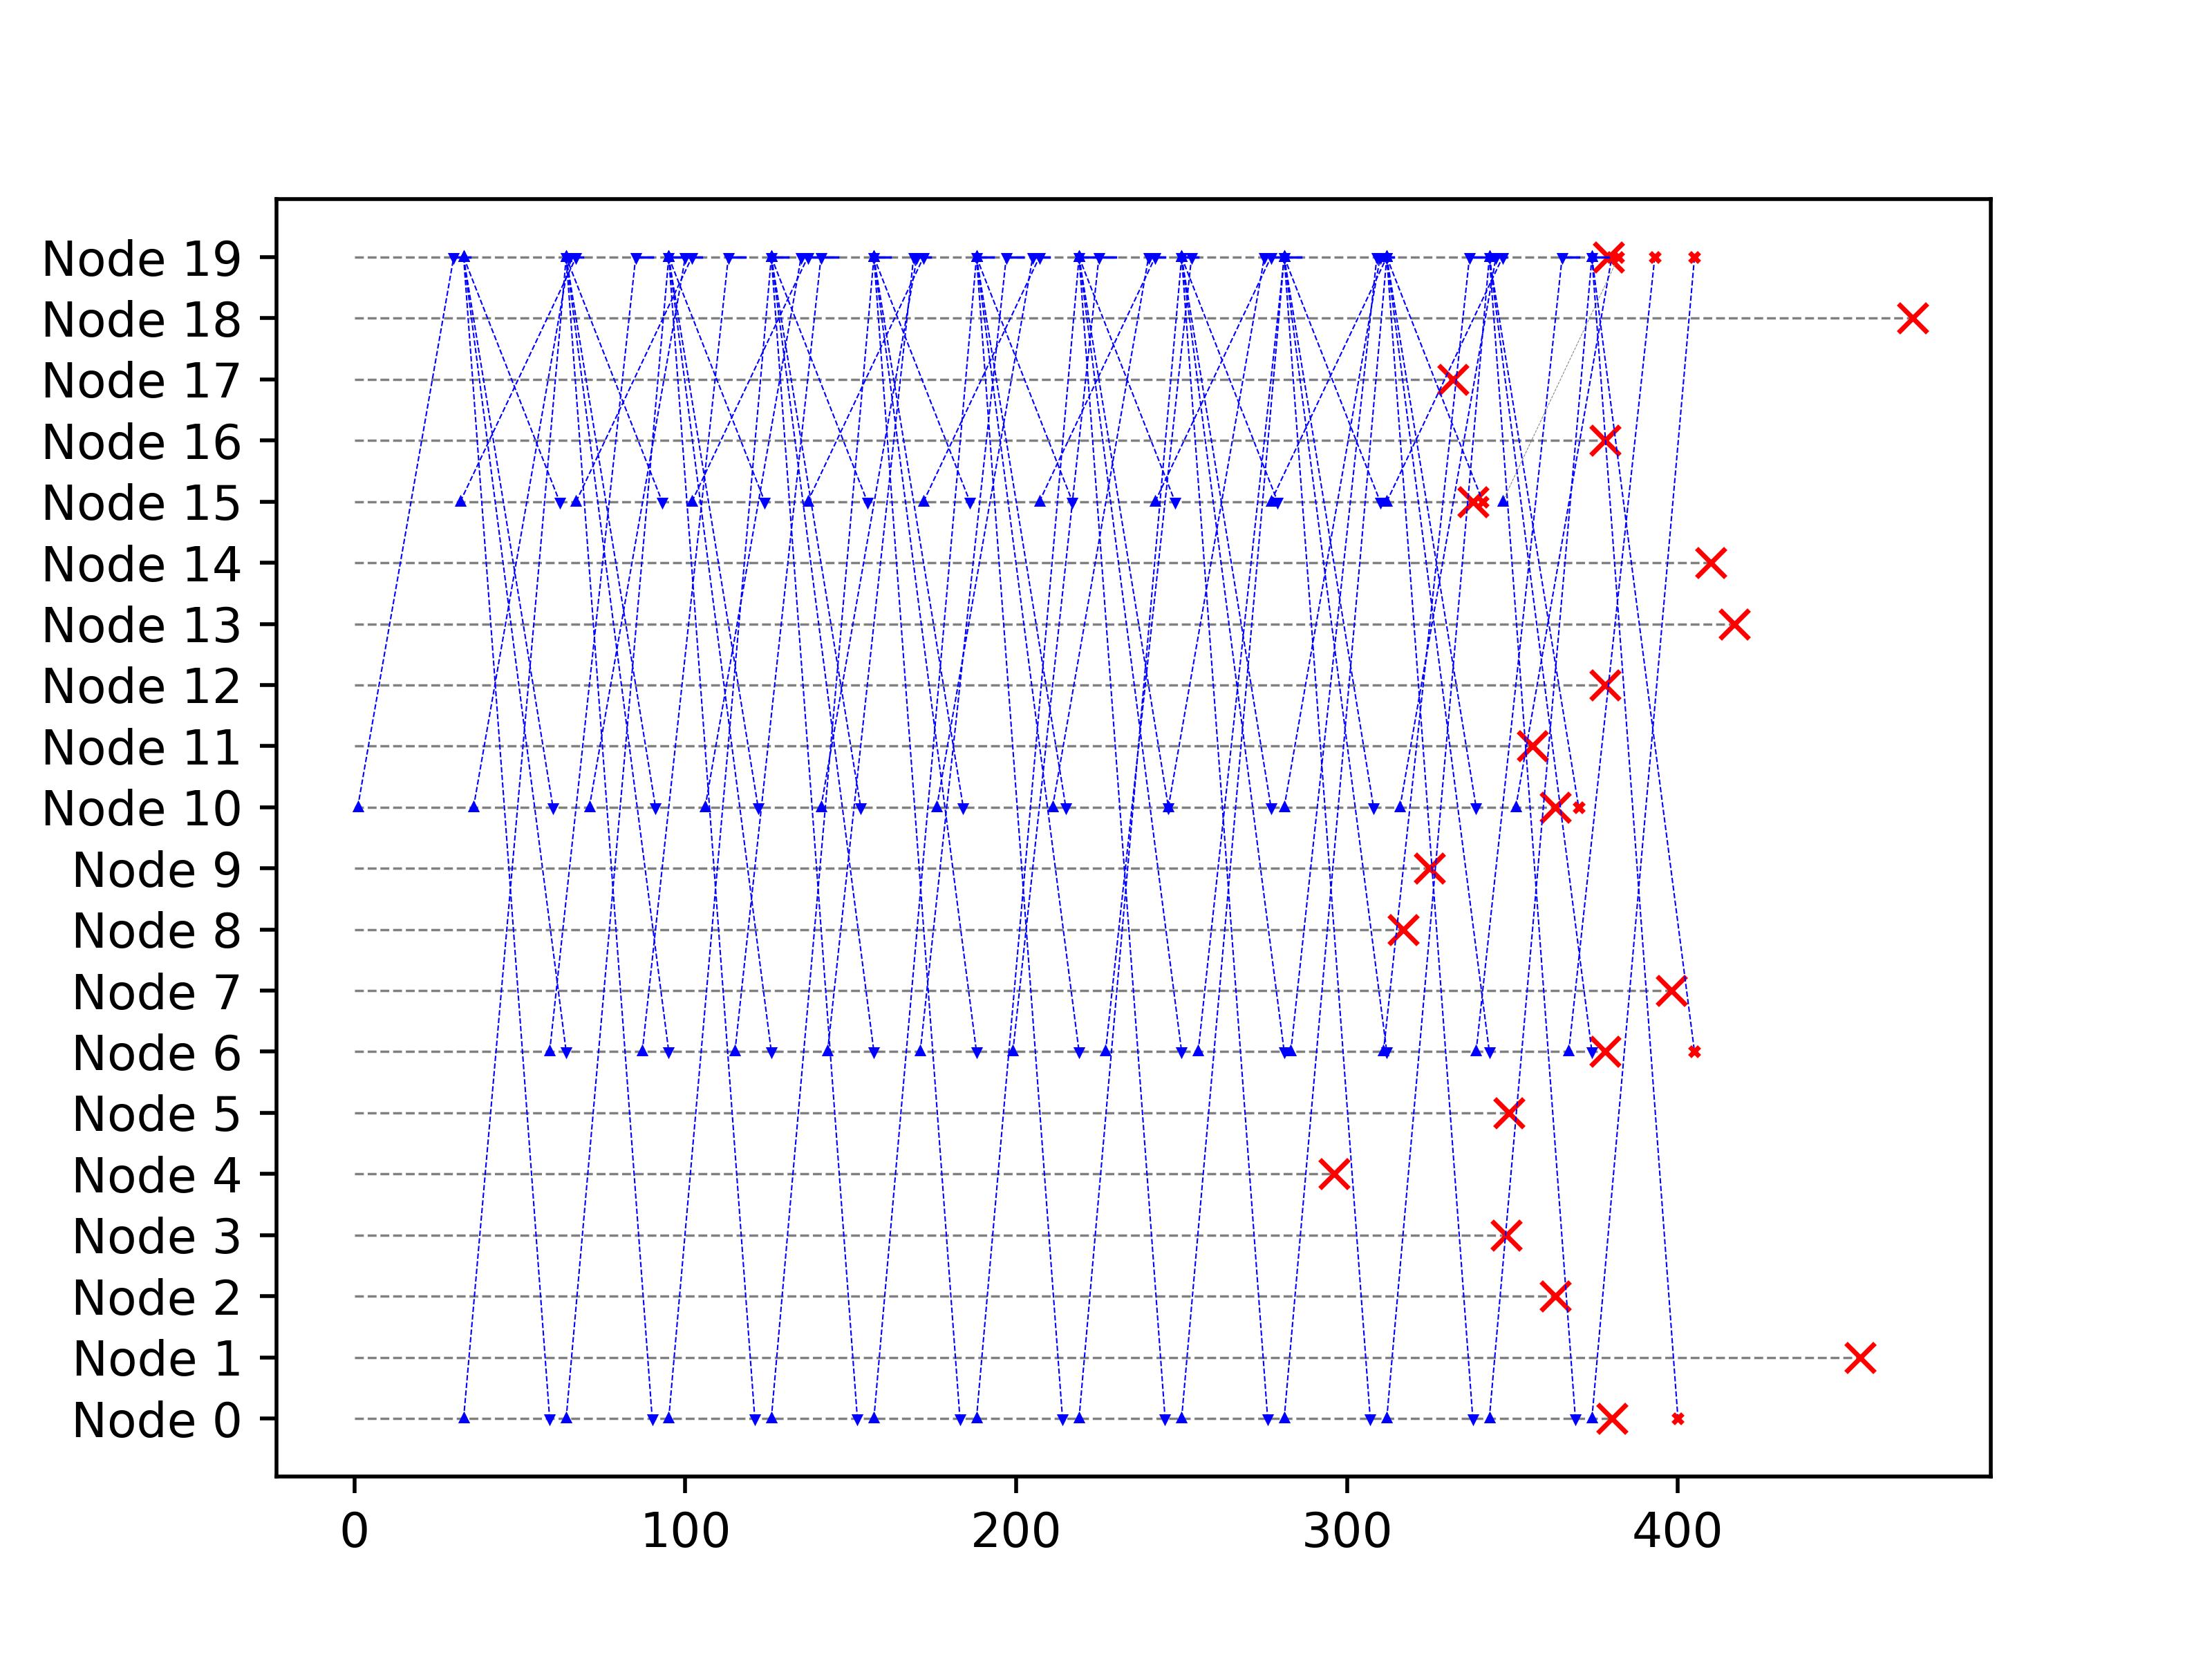 Node 19
Node 18
Node 17
Node 16
Node 15
Node 14
Node 13
Node 12
Node 11
Node 10
Node 9
Node 8
Node 7
Node 6
Node 5
Node 4
Node 3
Node 2
Node 1
Node 0
0 100 200 300 400